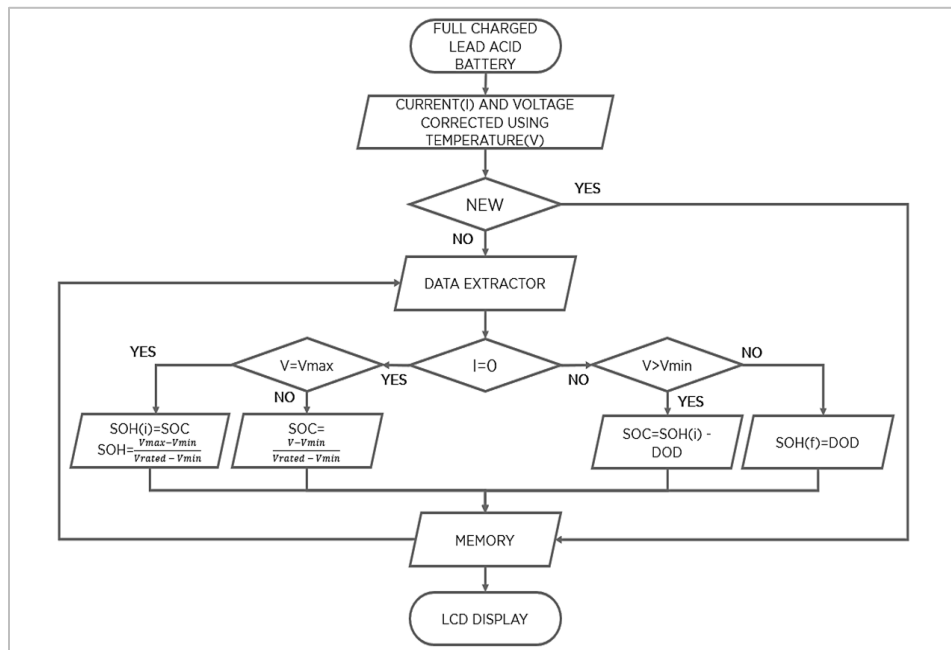 FULL CHARGED
LEAD ACID
BATTERY
CURRENT(I) AND VOLTAGE
CORRECTED USING
TEMPERATURE(V)
YES
NEW
NO
DATA EXTRACTOR
YES
V=Vmax
YES
I=0
NO
V>Vmin
NO
NO
YES
SOH(i)=SOC
SOH=Vmax−Vmin
Vrated−Vmin
SOC=
V−Vmin
Vrated−Vmin
SOC=SOH(i) -
DOD
SOH(f)=DOD
MEMORY
LCD DISPLAY